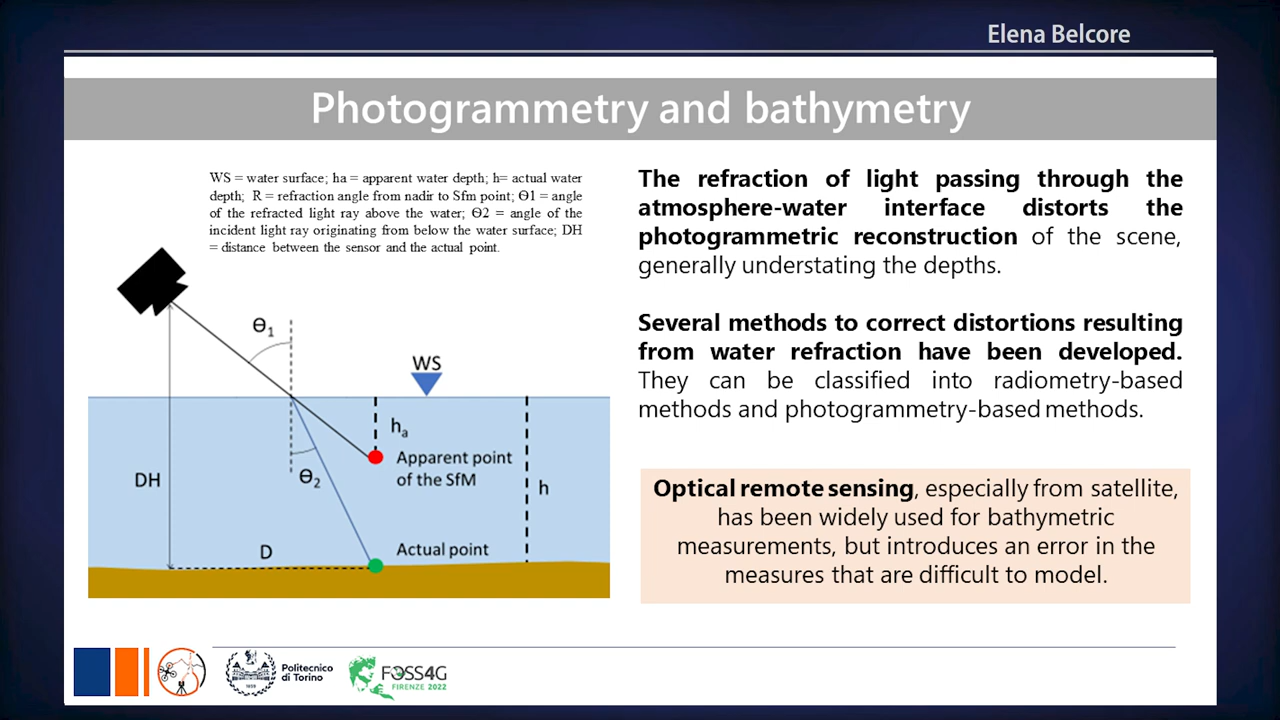 Elena Belcore
Photogrammetry and bathymetry
WS = water surface; ha = apparent water depth; h= actual water
depth; R = refraction angle from nadir to Sfm point; Θ1 = angle
of the refracted light ray above the water; Θ2 = angle of the
incident light ray originating from below the water surface; DH
= distance between the sensor and the actual point.
Θ1
WS
ha
Apparent point
of the SfM
Θ2
DH
h
Actual point
D
The refraction of light passing through the
atmosphere-water interface distorts the
photogrammetric reconstruction of the scene,
generally understating the depths.
Several methods to correct distortions resulting
from water refraction have been developed.
They can be classified into radiometry-based
methods and photogrammetry-based methods.
Optical remote sensing, especially from satellite,
has been widely used for bathymetric
measurements, but introduces an error in the
measures that are difficult to model.
Politecnico
di Torino
FOSS4G
FIRENZE 2022